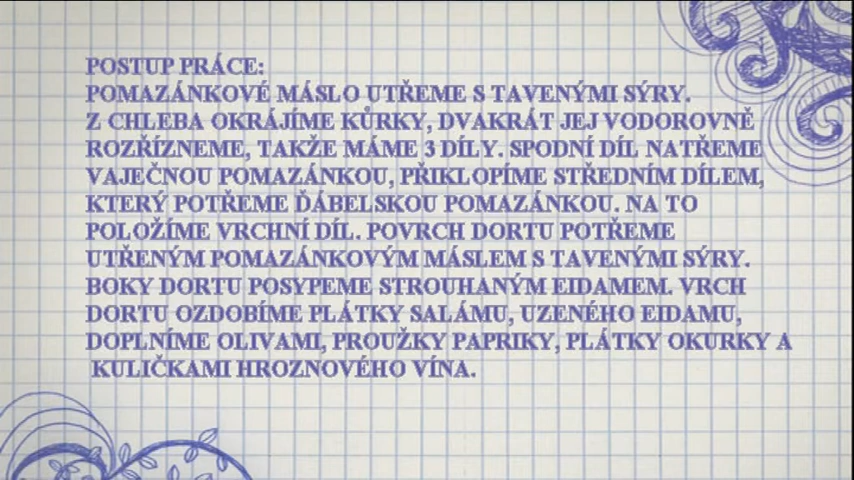 POSTUP PRÁCE:
POMAZÁNKOVÉ MÁSLO UTŘEME S TAVENÝMI SÝRY.
Z CHLEBA OKRÁJÍME KŮRKY, DVAKRÁT JEJ VODOROVNĚ
ROZŘÍZNEME, TAKŽE MÁME 3 DÍLY. SPODNÍ DÍL NATŘEME
VAJEČNOU POMAZÁNKOU, PŘIKLOPÍME STŘEDNÍM DÍLEM,
KTERÝ POTŘEME ĎÁBELSKOU POMAZÁNKOU. NA TO
POLOŽÍME VRCHNÍ DÍL. POVRCH DORTU POTŘEME
UTŘENÝM POMAZÁNKOVÝM MÁSLEM S TAVENÝMI SÝRY.
BOKY DORTU POSYPEME STROUHANÝM EIDAMEM. VRCH
DORTU OZDOBÍME PLÁTKY SALÁMU, UZENÉHO EIDAMU,
DOPLNÍME OLIVAMI, PROUŽKY PAPRIKY, PLÁTKY OKURKY A
KULIČKAMI HROZNOVÉHO VÍNA.